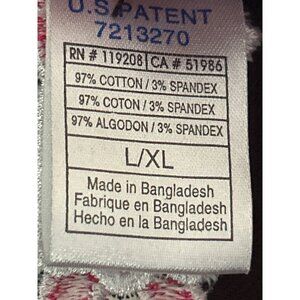 U.S. PATENT
7213270
RN # 119208 CA # 51986
97% COTTON / 3% SPANDEX
97% COTON / 3% SPANDEX
97% ALGODON / 3% SPANDEX
L/XL
Made in Bangladesh
Fabrique en Bangladesh
Hecho en la Bangladesh